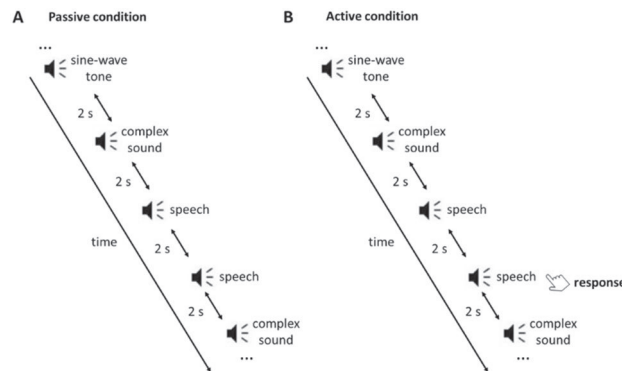 A Passive condition
...
sine-wave
tone
2 s
complex
sound
2 s
speech
time
2 s
speech
2 s
complex
sound
...
B Active condition
...
sine-wave
tone
2 s
complex
sound
2 s
speech
time
2 s
speech
response
2 s
complex
sound
...